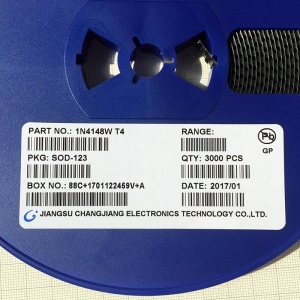 PART NO.: 1N4148W T4 RANGE:
Pb
GP
PKG: SOD-123 QTY: 3000 PCS
BOX NO.: 88C+1701122459V+A DATE: 2017/01
JIANGSU CHANGJIANG ELECTRONICS TECHNOLOGY CO.,LTD.